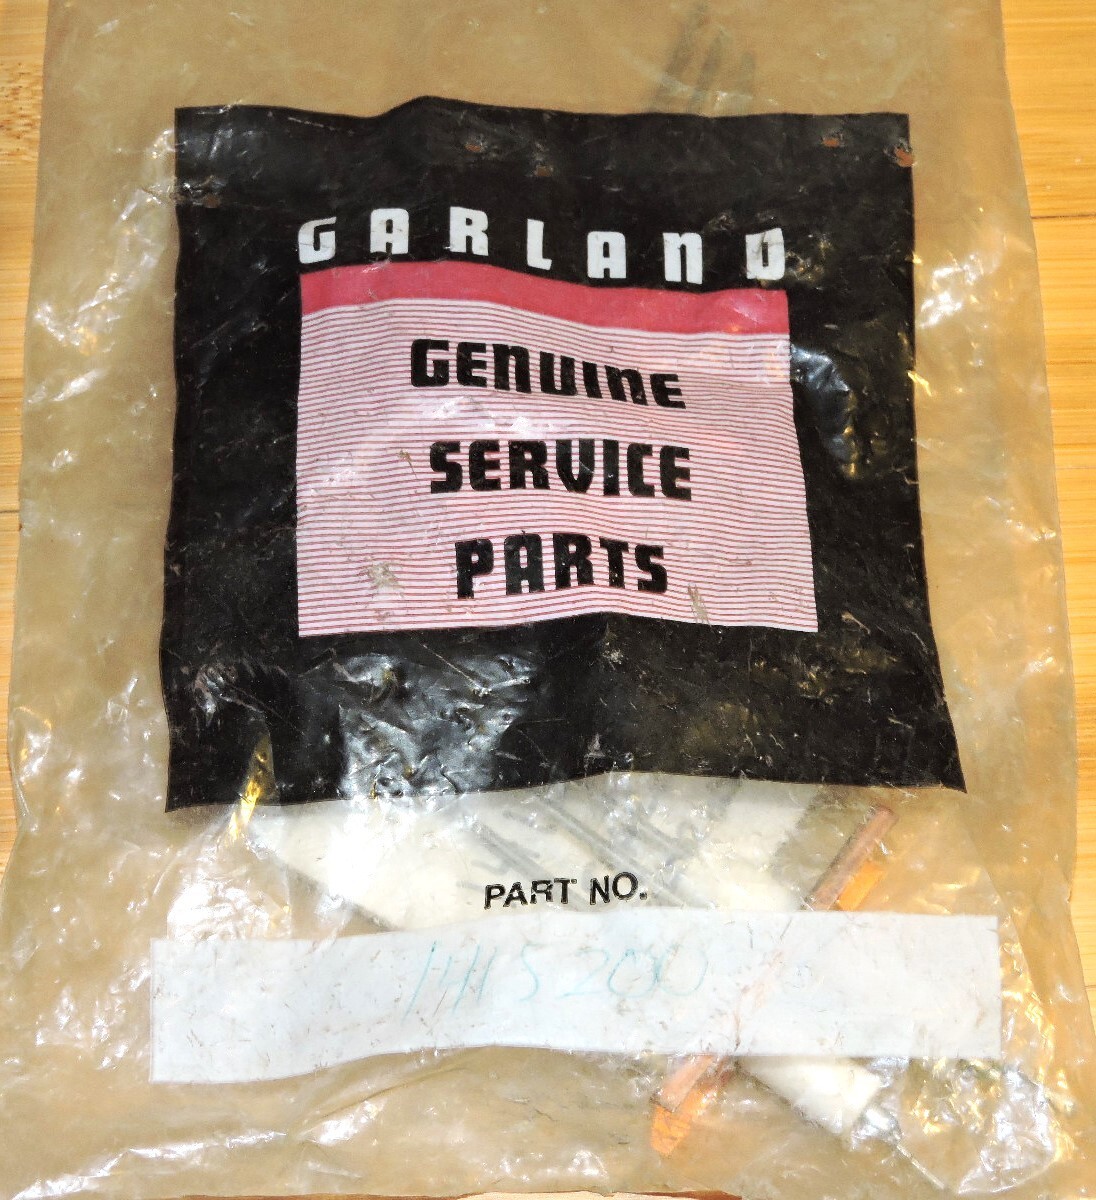 GARLAND
GENUINE
SERVICE
PARTS
PART NO.